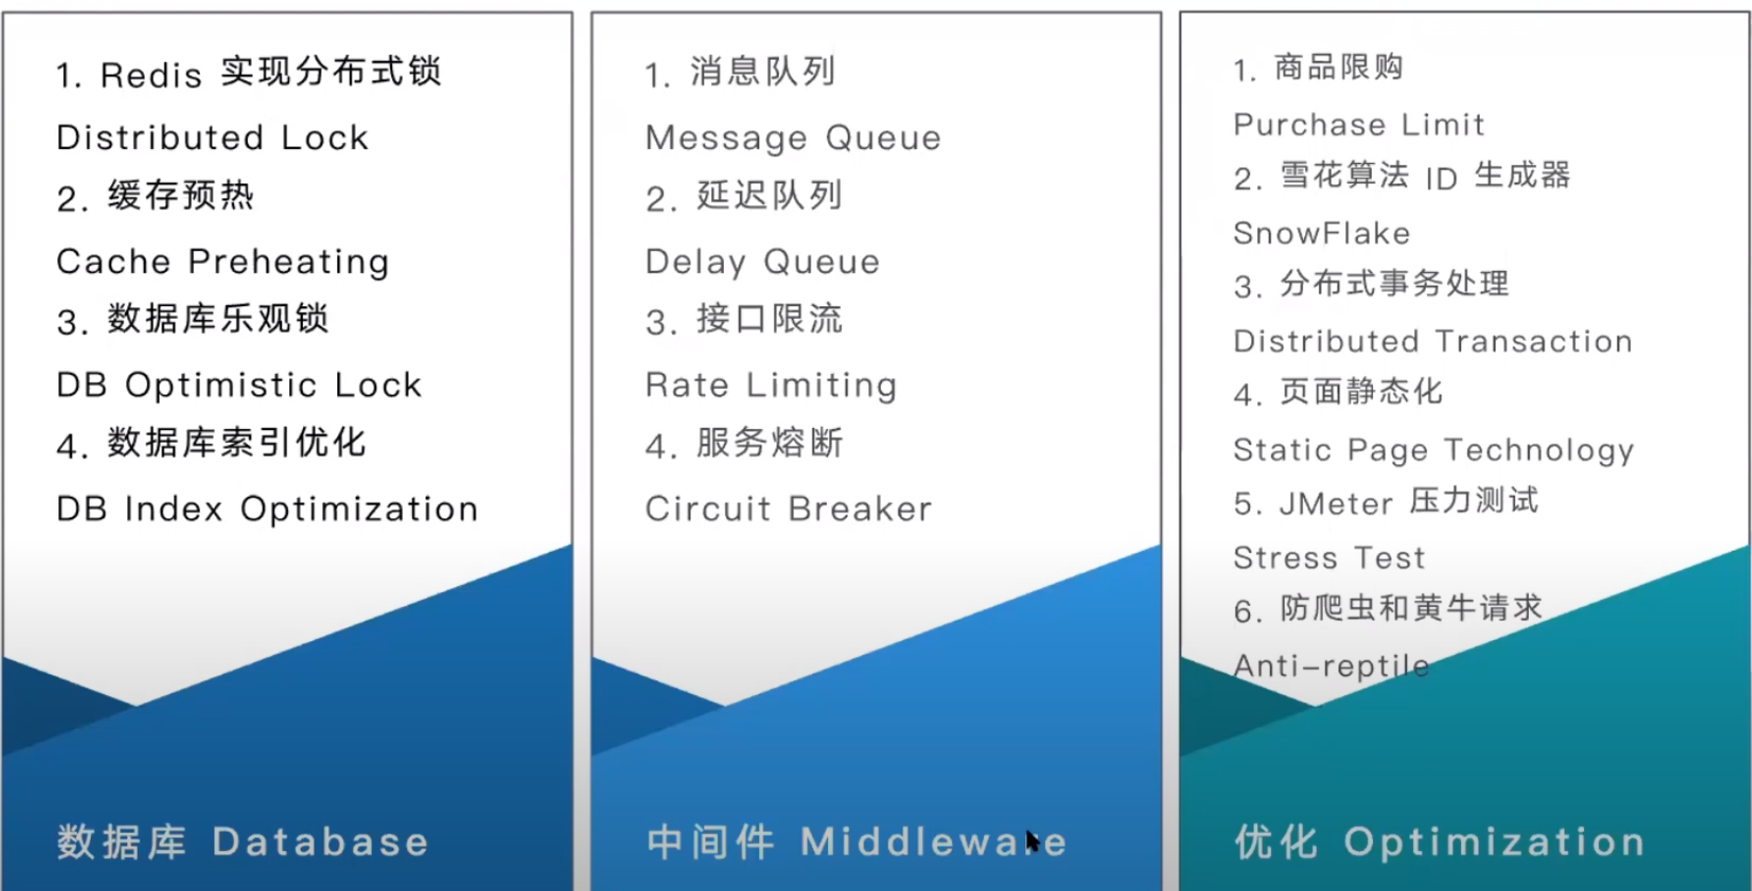 1. Redis 实现分布式锁
Distributed Lock
2. 缓存预热
Cache Preheating
3. 数据库乐观锁
DB Optimistic Lock
4. 数据库索引优化
DB Index Optimization
数据库 Database
1. 消息队列
Message Queue
2. 延迟队列
Delay Queue
3. 接口限流
Rate Limiting
4. 服务熔断
Circuit Breaker
中间件 Middleware
1. 商品限购
Purchase Limit
2. 雪花算法 ID 生成器
SnowFlake
3. 分布式事务处理
Distributed Transaction
4. 页面静态化
Static Page Technology
5. JMeter 压力测试
Stress Test
6. 防爬虫和黄牛请求
Anti-reptile
优化 Optimization